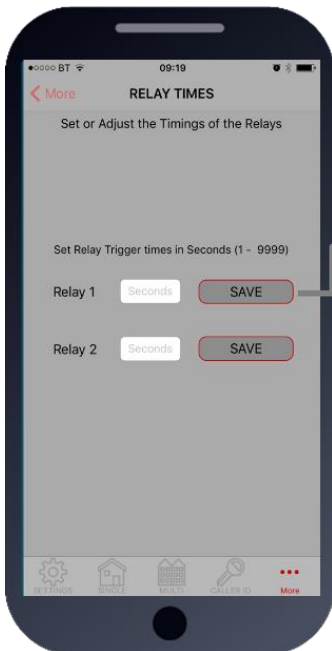 BT 09:19
More RELAY TIMES
Set or Adjust the Timings of the Relays
Set Relay Trigger times in Seconds (1 - 9999)
Relay 1 Seconds SAVE
Relay 2 Seconds SAVE
SETTINGS SINGLE MULTI CALLER ID More